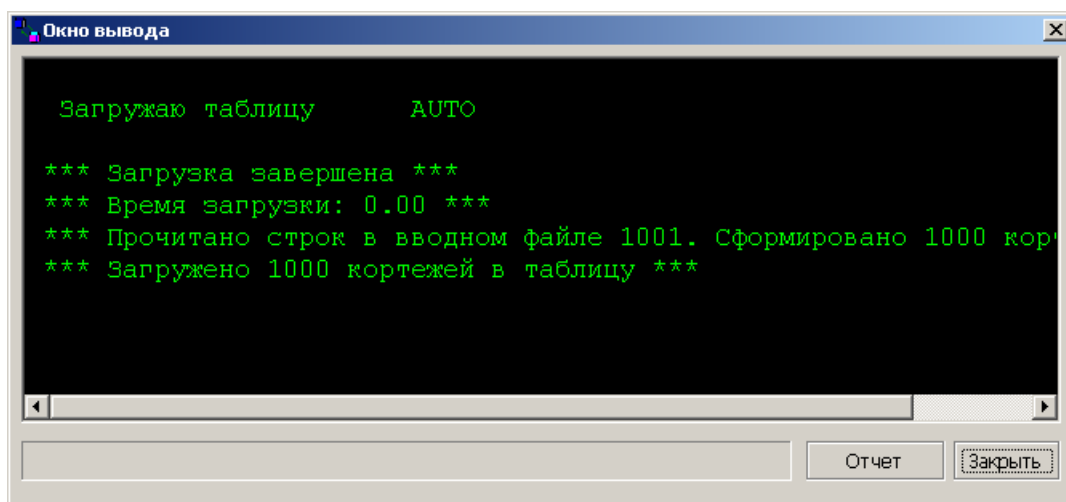 Окно вывода
Загружаю таблицу AUTO
*** Загрузка завершена ***
*** Время загрузки: 0.00 ***
*** Прочитано строк в вводном файле 1001. Сформировано 1000
*** Загружено 1000 кортежей в таблицу ***
Отчет
Закрыть